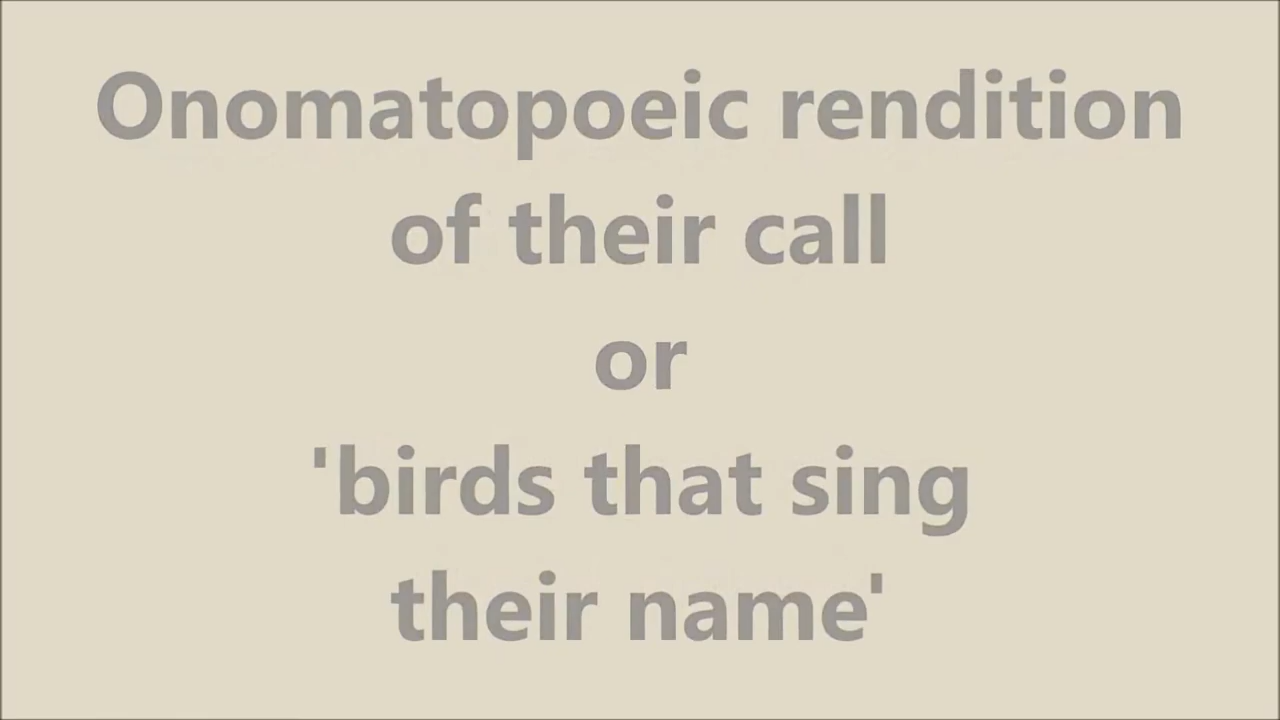 Onomatopoeic rendition
of their call
or
'birds that sing
their name'